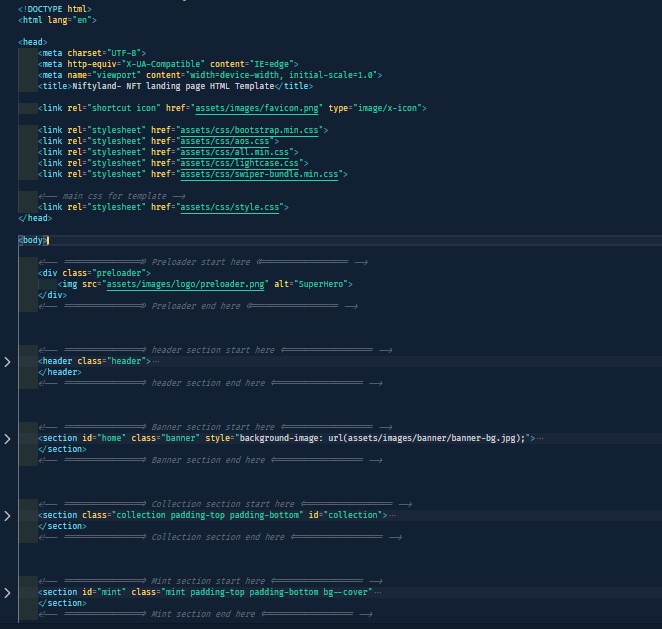 <!DOCTYPE html>
<html lang="en">
<head>
<meta charset="UTF-8">
<meta http-equiv="X-UA-Compatible" content="IE=edge">
<meta name="viewport" content="width=device-width, initial-scale=1.0">
<title>Niftyland- NFT landing page HTML Template</title>
<link rel="shortcut icon" href="assets/images/favicon.png" type="image/x-icon">
<link rel="stylesheet" href="assets/css/bootstrap.min.css">
<link rel="stylesheet" href="assets/css/aos.css">
<link rel="stylesheet" href="assets/css/all.min.css">
<link rel="stylesheet" href="assets/css/lightcase.css">
<link rel="stylesheet" href="assets/css/swiper-bundle.min.css">
<!-- main css for template -->
<link rel="stylesheet" href="assets/css/style.css">
</head>
<body>
<!-- ================> Preloader start here <================== -->
<div class="preloader">
<img src="assets/images/logo/preloader.png" alt="SuperHero">
</div>
<!-- ================> Preloader end here <================== -->
<!-- ================> header section start here <================== -->
<header class="header">...
</header>
<!-- ================> header section end here <================== -->
<!-- ================> Banner section start here <================== -->
<section id="home" class="banner" style="background-image: url(assets/images/banner/banner-bg.jpg);">...
</section>
<!-- ================> Banner section end here <================== -->
<!-- ================> Collection section start here <================== -->
<section class="collection padding-top padding-bottom" id="collection">...
</section>
<!-- ================> Collection section end here <================== -->
<!-- ================> Mint section start here <================== -->
<section id="mint" class="mint padding-top padding-bottom bg--cover"...
</section>
<!-- ================> Mint section end here <================== -->